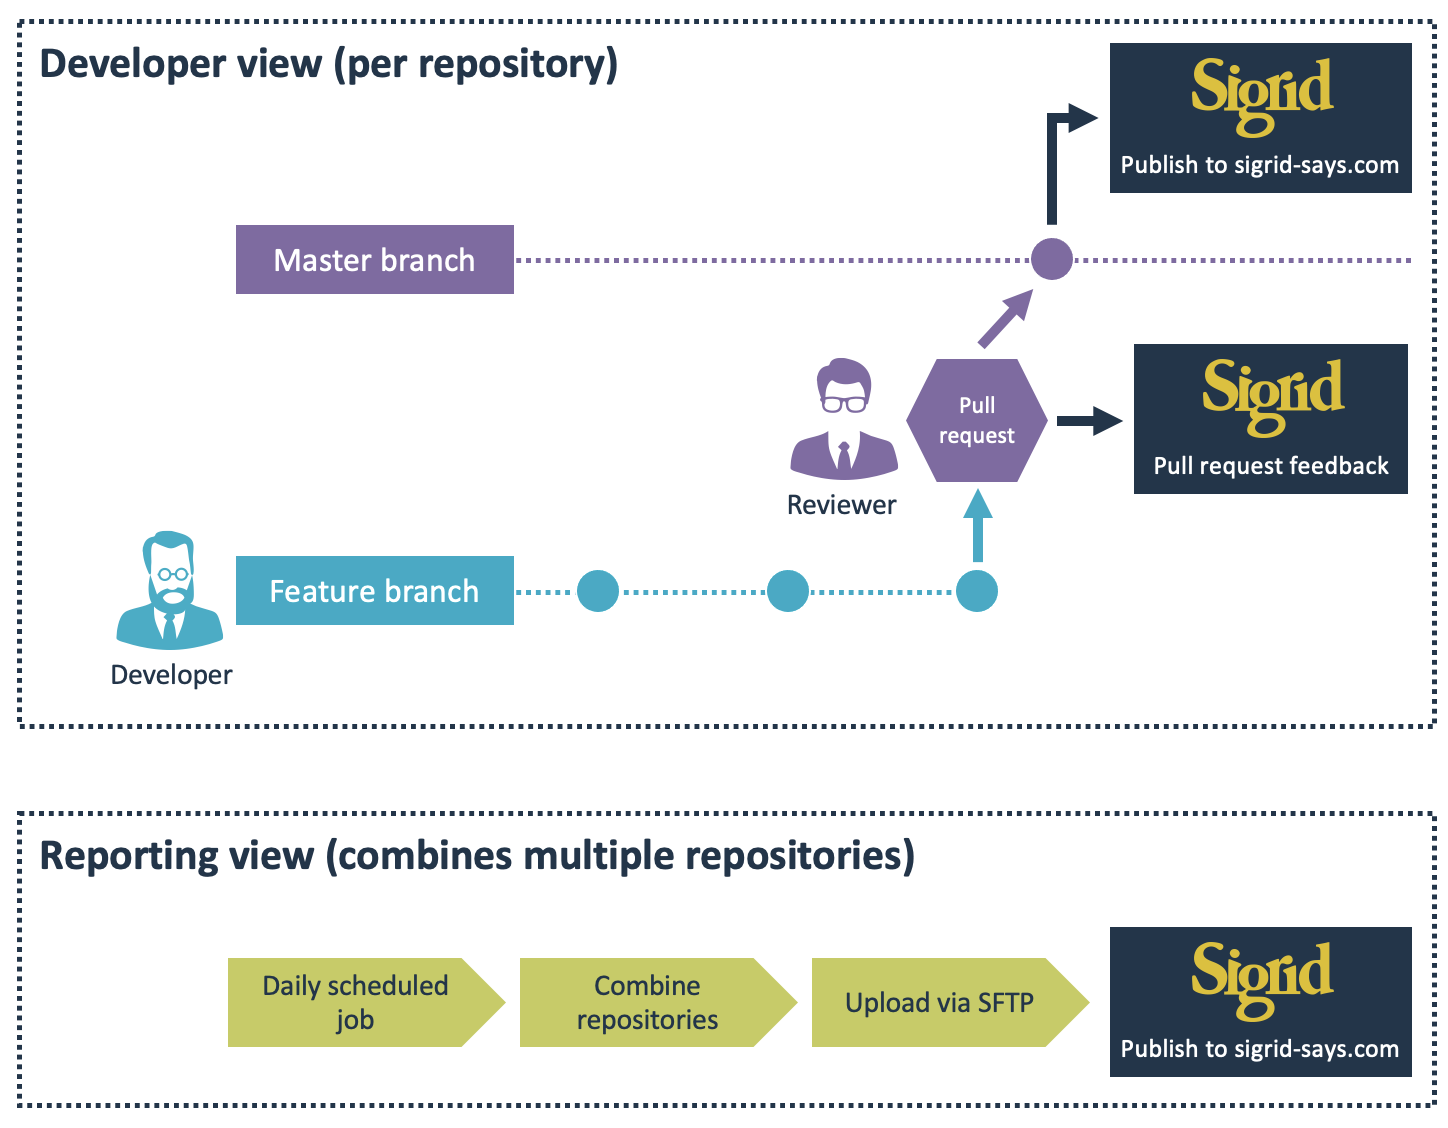 Developer view (per repository)
Sigrid
Publish to sigrid-says.com
Master branch
Pull
request
Reviewer
Sigrid
Pull request feedback
Feature branch
Developer
Reporting view (combines multiple repositories)
Daily scheduled
job
Combine
repositories
Upload via SFTP
Sigrid
Publish to sigrid-says.com